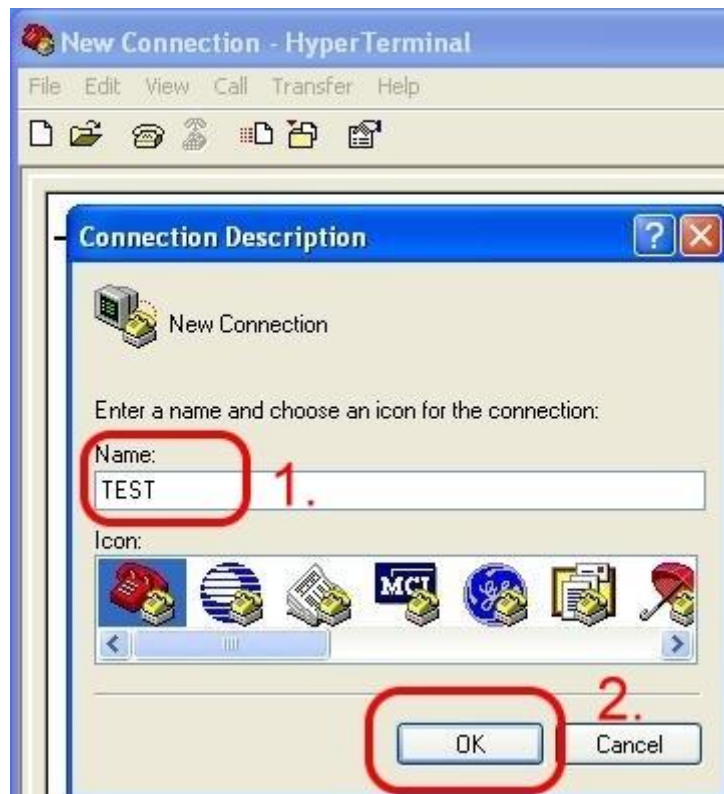 New Connection - HyperTerminal
File Edit View Call Transfer Help
Connection Description
New Connection
Enter a name and choose an icon for the connection:
Name:
TEST
1.
Icon:
MCI
2.
OK Cancel